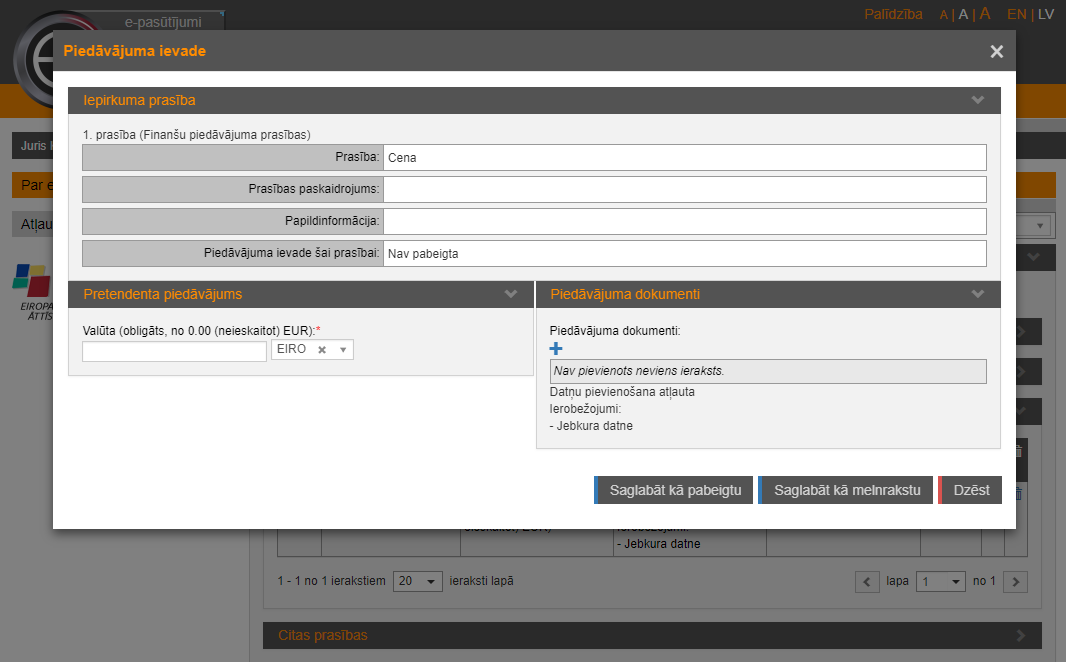 e-pasūtījumi
Palīdzība A | A | A EN | LV
Piedāvājuma ievade
Iepirkuma prasība
1. prasība (Finanšu piedāvājuma prasības)
Juris
Prasība: Cena
Par e
Prasības paskaidrojums:
Papildinformācija:
Atļau
Piedāvājuma ievade šai prasībai: Nav pabeigta
Pretendenta piedāvājums
Piedāvājuma dokumenti
EIROPA
ATTĪS
Valūta (obligāts, no 0.00 (neieskaitot) EUR):*
EIRO
Piedāvājuma dokumenti:
Nav pievienots neviens ieraksts.
Datņu pievienošana atļauta
Ierobežojumi:
- Jebkura datne
Saglabāt kā pabeigtu
Saglabāt kā melnrakstu
Dzēst
- Jebkura datne
1 - 1 no 1 ierakstiem 20 ieraksti lapā
lapa 1 no 1
Citas prasības